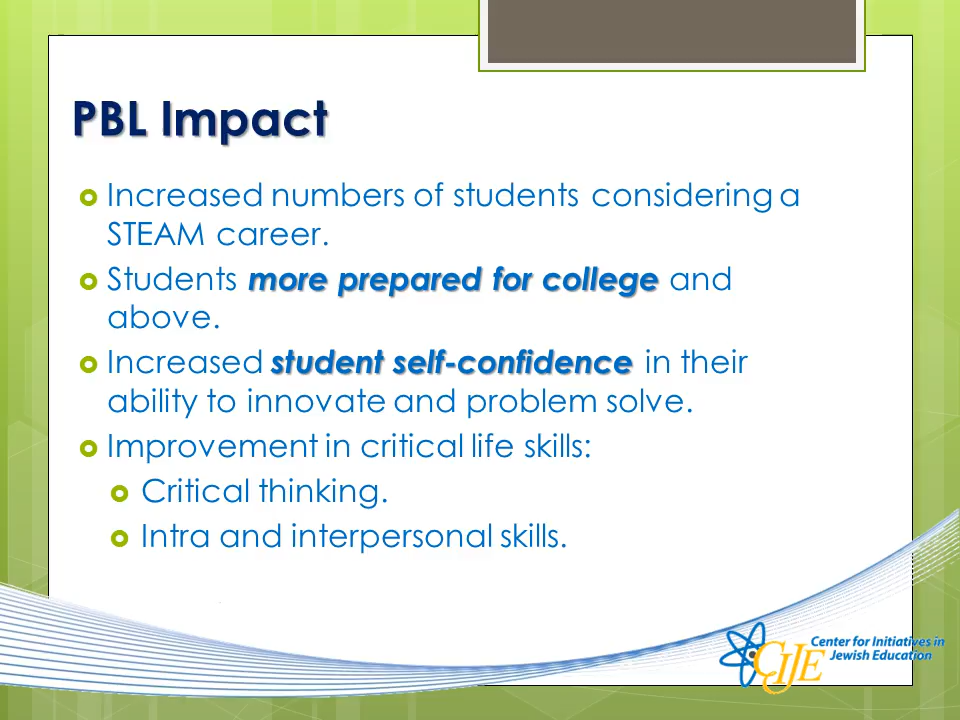 PBL Impact
Increased numbers of students considering a
STEAM career.
Students more prepared for college and
above.
Increased student self-confidence in their
ability to innovate and problem solve.
Improvement in critical life skills:
Critical thinking.
Intra and interpersonal skills.
Center for Initiatives in
Jewish Education
CIJE